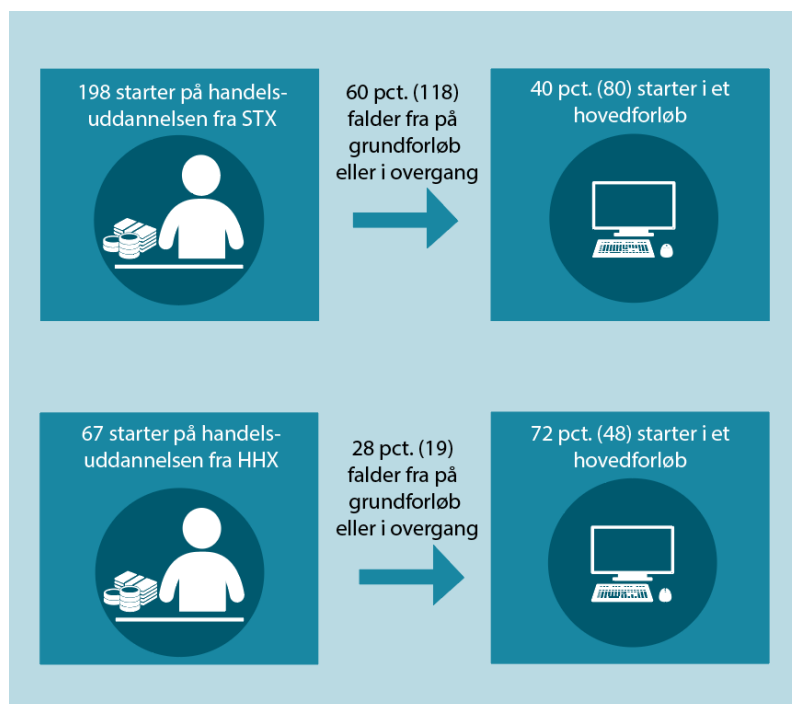 198 starter på handels-
uddannelsen fra STX
60 pct. (118)
falder fra på
grundforløb
eller i overgang
40 pct. (80) starter i et
hovedforløb
67 starter på handels-
uddannelsen fra HHX
28 pct. (19)
falder fra på
grundforløb
eller i overgang
72 pct. (48) starter i et
hovedforløb